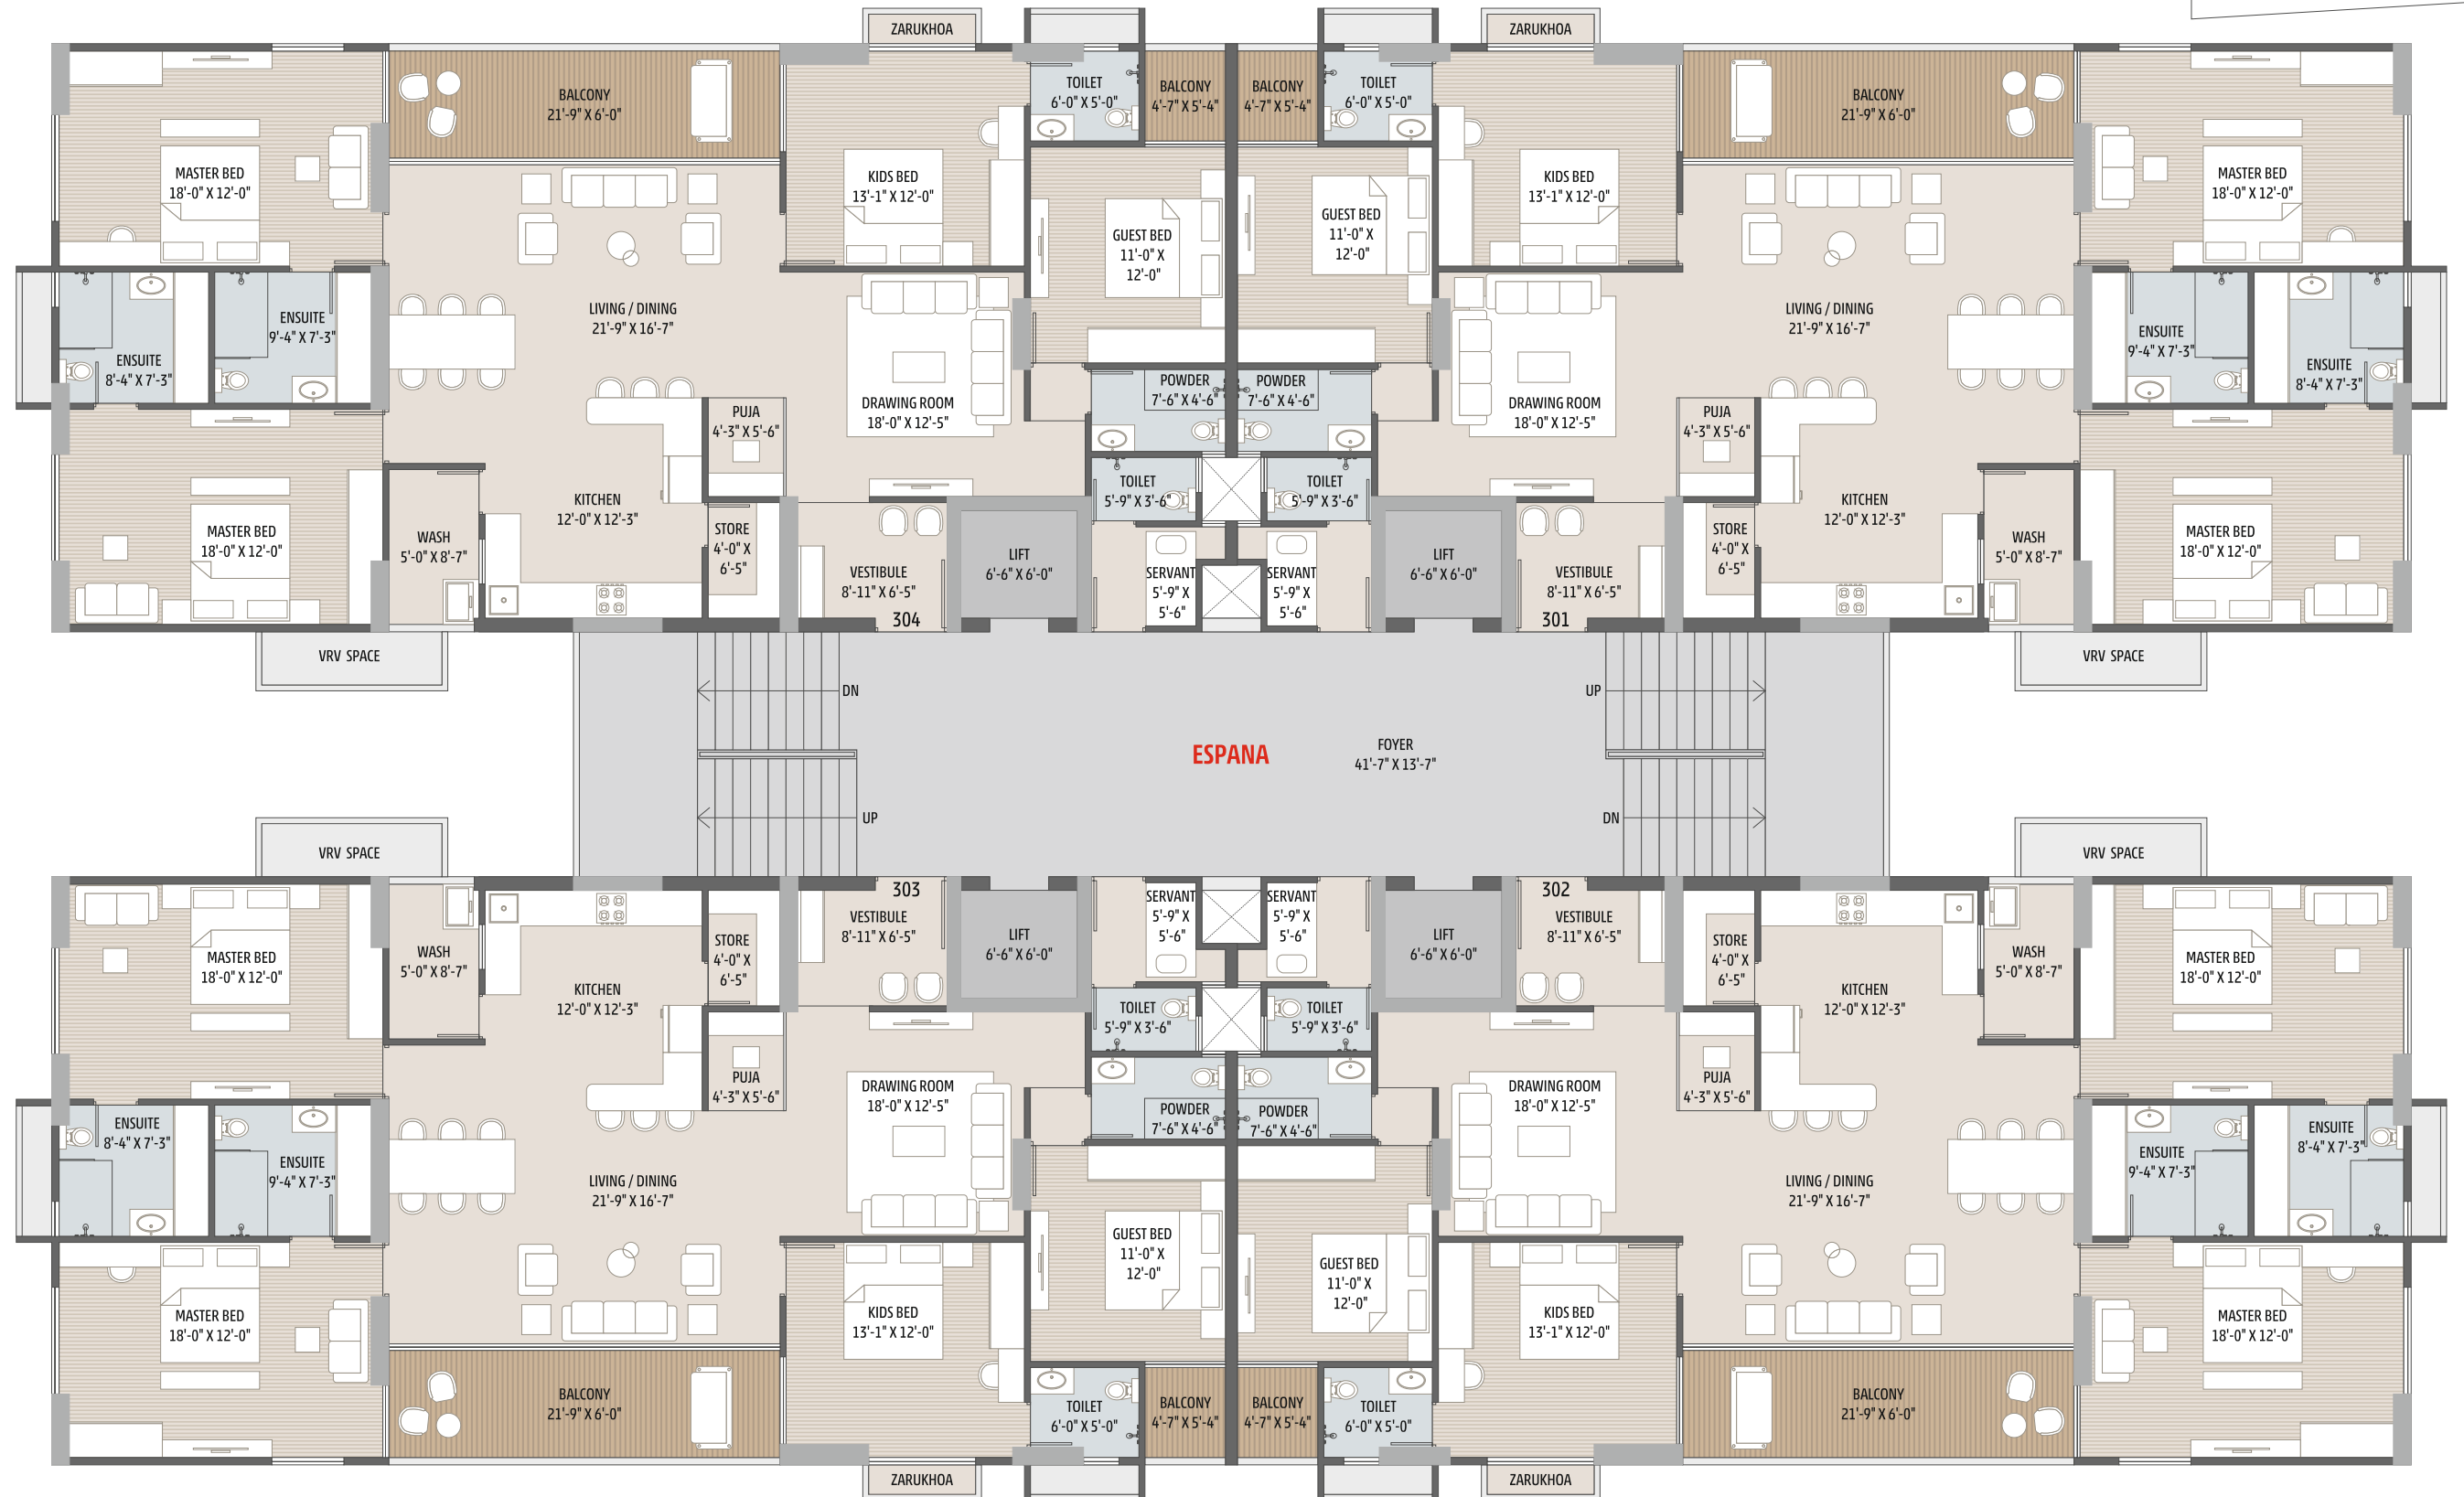 ZARUKHOA
ZARUKHOA
BALCONY
21'-9" X 6'-0"
TOILET
6'-0" X 5'-0"
BALCONY
4'-7" X 5'-4"
BALCONY
4'-7" X 5'-4"
TOILET
6'-0" X 5'-0"
BALCONY
21'-9" X 6'-0"
MASTER BED
18'-0" X 12'-0"
KIDS BED
13'-1" X 12'-0"
GUEST BED
11'-0" X
12'-0"
GUEST BED
11'-0" X
12'-0"
KIDS BED
13'-1" X 12'-0"
MASTER BED
18'-0" X 12'-0"
ENSUITE
8'-4" X 7'-3"
ENSUITE
9'-4" X 7'-3"
LIVING / DINING
21'-9" X 16'-7"
LIVING / DINING
21'-9" X 16'-7"
ENSUITE
9'-4" X 7'-3"
ENSUITE
8'-4" X 7'-3"
PUJA
4'-3" X 5'-6"
DRAWING ROOM
18'-0" X 12'-5"
POWDER
7'-6" X 4'-6"
POWDER
7'-6" X 4'-6"
DRAWING ROOM
18'-0" X 12'-5"
PUJA
4'-3" X 5'-6"
MASTER BED
18'-0" X 12'-0"
WASH
5'-0" X 8'-7"
KITCHEN
12'-0" X 12'-3"
STORE
4'-0" X
6'-5"
VESTIBULE
8'-11" X 6'-5"
304
LIFT
6'-6" X 6'-0"
TOILET
5'-9" X 3'-6"
SERVANT
5'-9" X
5'-6"
TOILET
5'-9" X 3'-6"
SERVANT
5'-9" X
5'-6"
LIFT
6'-6" X 6'-0"
VESTIBULE
8'-11" X 6'-5"
301
STORE
4'-0" X
6'-5"
KITCHEN
12'-0" X 12'-3"
WASH
5'-0" X 8'-7"
MASTER BED
18'-0" X 12'-0"
VRV SPACE
VRV SPACE
DN
UP
ESPANA
FOYER
41'-7" X 13'-7"
UP
DN
VRV SPACE
VRV SPACE
MASTER BED
18'-0" X 12'-0"
WASH
5'-0" X 8'-7"
KITCHEN
12'-0" X 12'-3"
STORE
4'-0" X
6'-5"
303
VESTIBULE
8'-11" X 6'-5"
LIFT
6'-6" X 6'-0"
SERVANT
5'-9" X
5'-6"
TOILET
5'-9" X 3'-6"
SERVANT
5'-9" X
5'-6"
TOILET
5'-9" X 3'-6"
LIFT
6'-6" X 6'-0"
302
VESTIBULE
8'-11" X 6'-5"
STORE
4'-0" X
6'-5"
KITCHEN
12'-0" X 12'-3"
WASH
5'-0" X 8'-7"
MASTER BED
18'-0" X 12'-0"
PUJA
4'-3" X 5'-6"
DRAWING ROOM
18'-0" X 12'-5"
POWDER
7'-6" X 4'-6"
POWDER
7'-6" X 4'-6"
DRAWING ROOM
18'-0" X 12'-5"
PUJA
4'-3" X 5'-6"
ENSUITE
8'-4" X 7'-3"
ENSUITE
9'-4" X 7'-3"
LIVING / DINING
21'-9" X 16'-7"
LIVING / DINING
21'-9" X 16'-7"
ENSUITE
9'-4" X 7'-3"
ENSUITE
8'-4" X 7'-3"
MASTER BED
18'-0" X 12'-0"
KIDS BED
13'-1" X 12'-0"
GUEST BED
11'-0" X
12'-0"
GUEST BED
11'-0" X
12'-0"
KIDS BED
13'-1" X 12'-0"
MASTER BED
18'-0" X 12'-0"
BALCONY
21'-9" X 6'-0"
TOILET
6'-0" X 5'-0"
BALCONY
4'-7" X 5'-4"
BALCONY
4'-7" X 5'-4"
TOILET
6'-0" X 5'-0"
BALCONY
21'-9" X 6'-0"
ZARUKHOA
ZARUKHOA